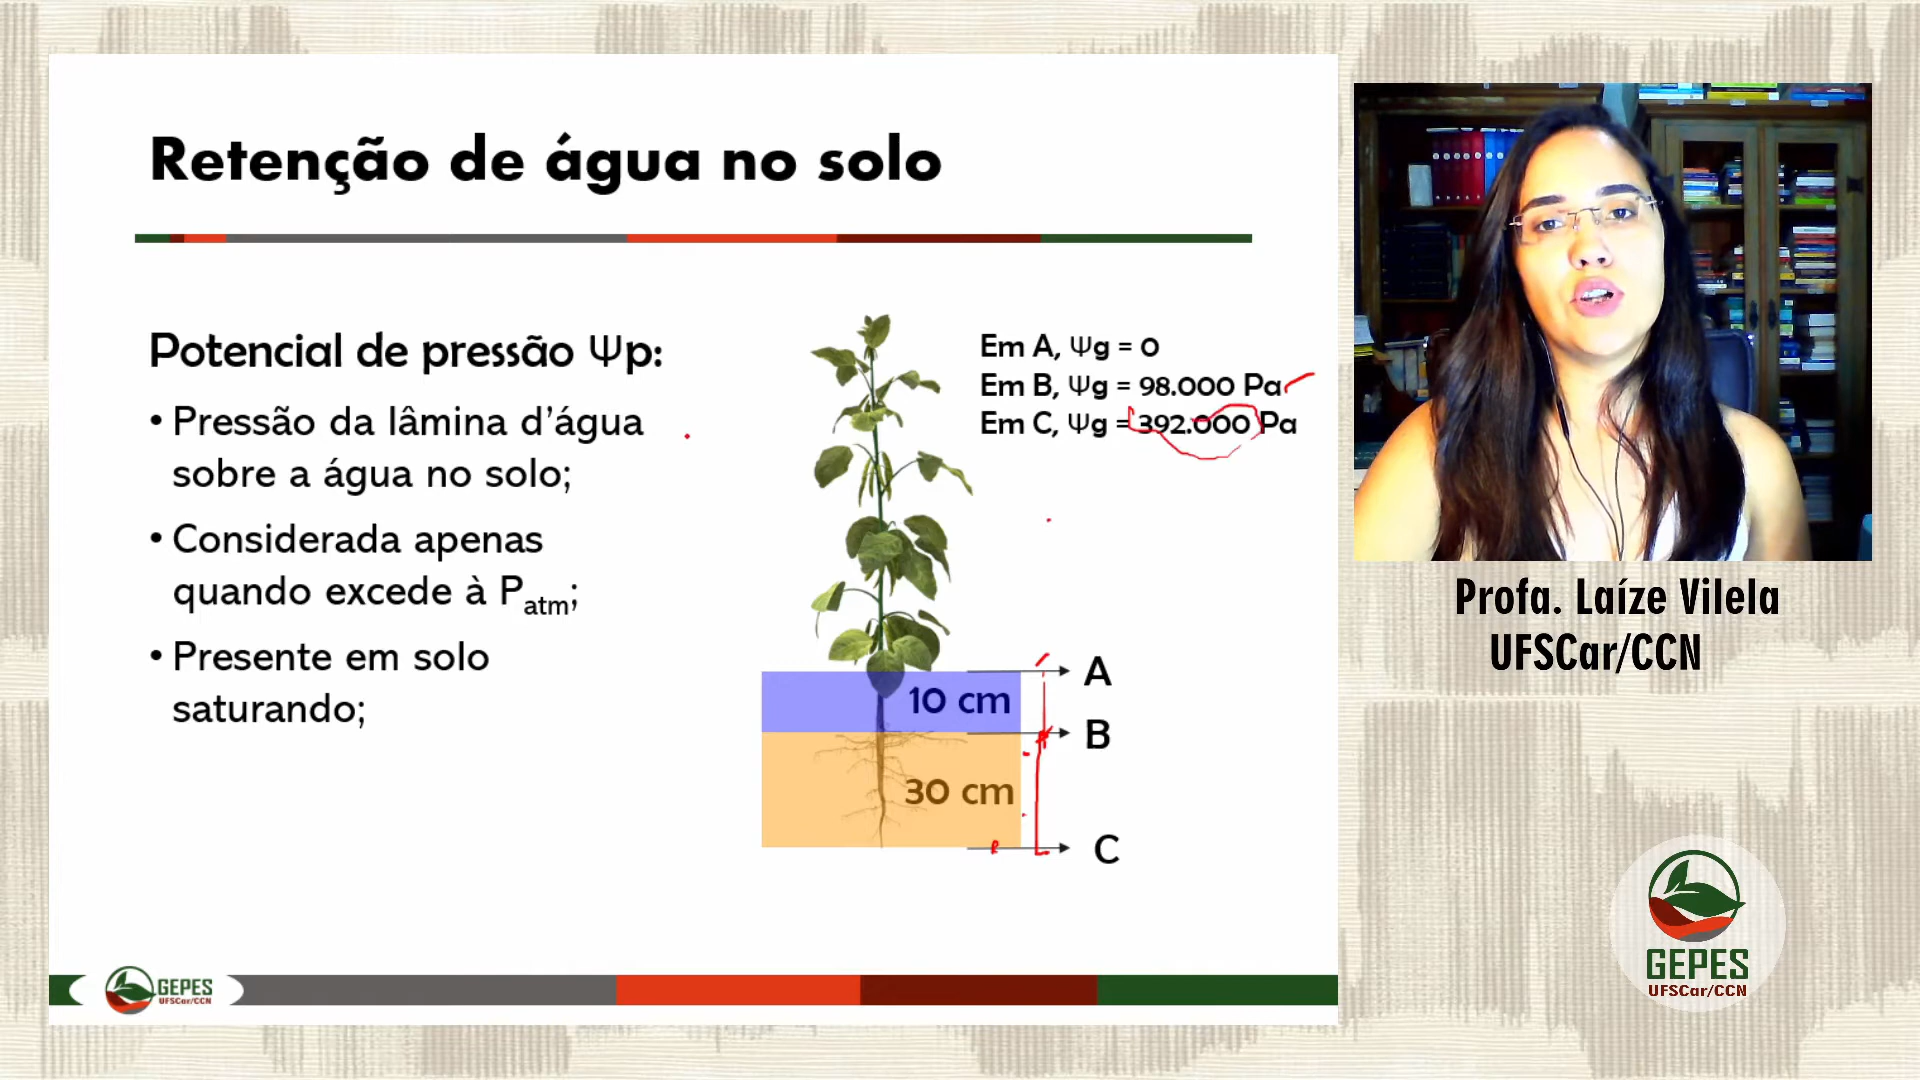 Retenção de água no solo
Potencial de pressão Ψp:
• Pressão da lâmina d'água
sobre a água no solo;
• Considerada apenas
quando excede à Patm;
• Presente em solo
saturando;
Em A, Ψg = 0
Em B, Ψg = 98.000 Pa
Em C, Ψg = 392.000 Pa
10 cm
30 cm
A
B
C
GEPES
UFSCar/CCN
Profa. Laíze Vilela
UFSCar/CCN
GEPES
UFSCar/CCN